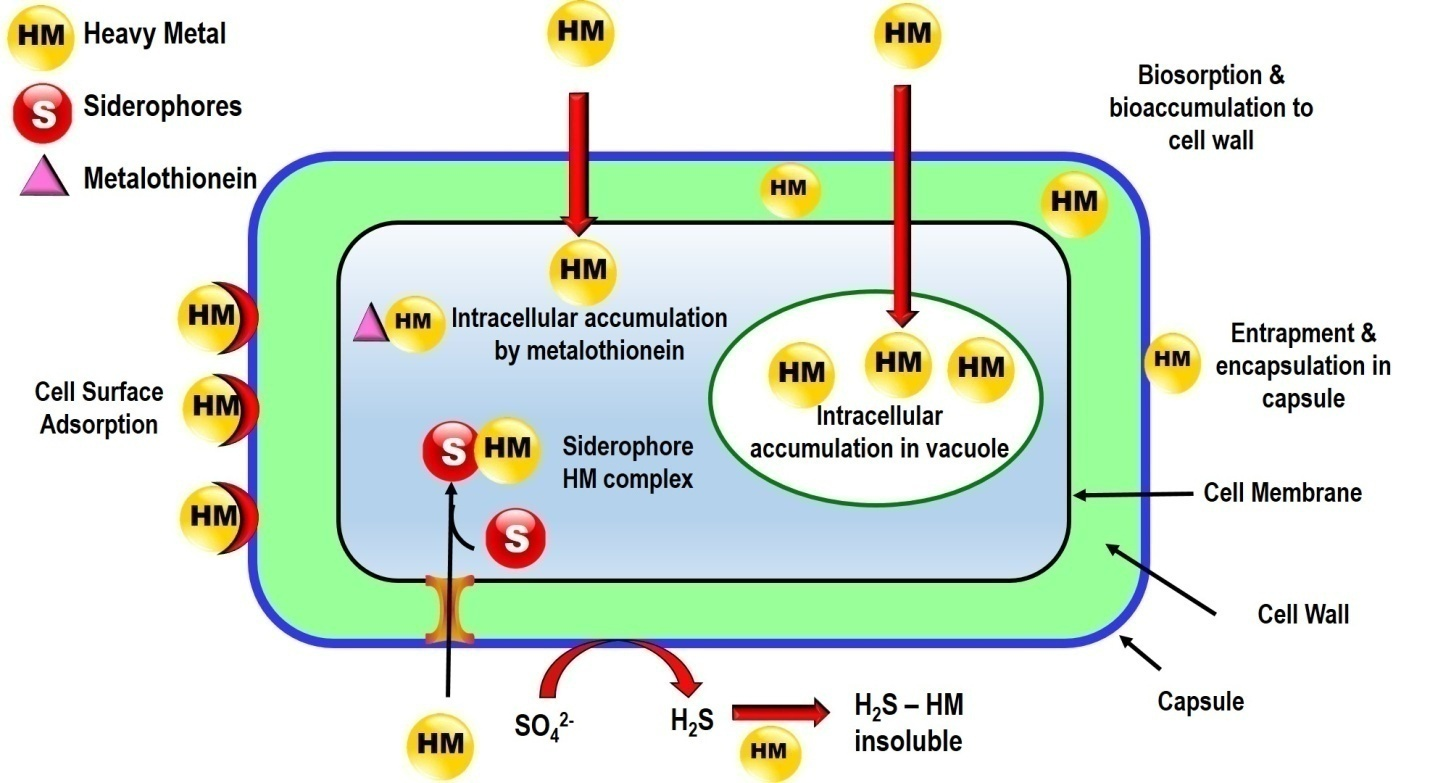 HM Heavy Metal
S Siderophores
Metalothionein
HM
HM
Biosorption &
bioaccumulation to
cell wall
HM
HM
HM
HM
Intracellular accumulation
by metalothionein
HM
HM
HM
Intracellular
accumulation in vacuole
HM
Cell Surface
Adsorption
HM
HM
HM
Entrapment &
encapsulation in
capsule
S HM
Siderophore
HM complex
S
Cell Membrane
Cell Wall
Capsule
HM
SO₄²⁻
H₂S
HM
H₂S – HM
insoluble